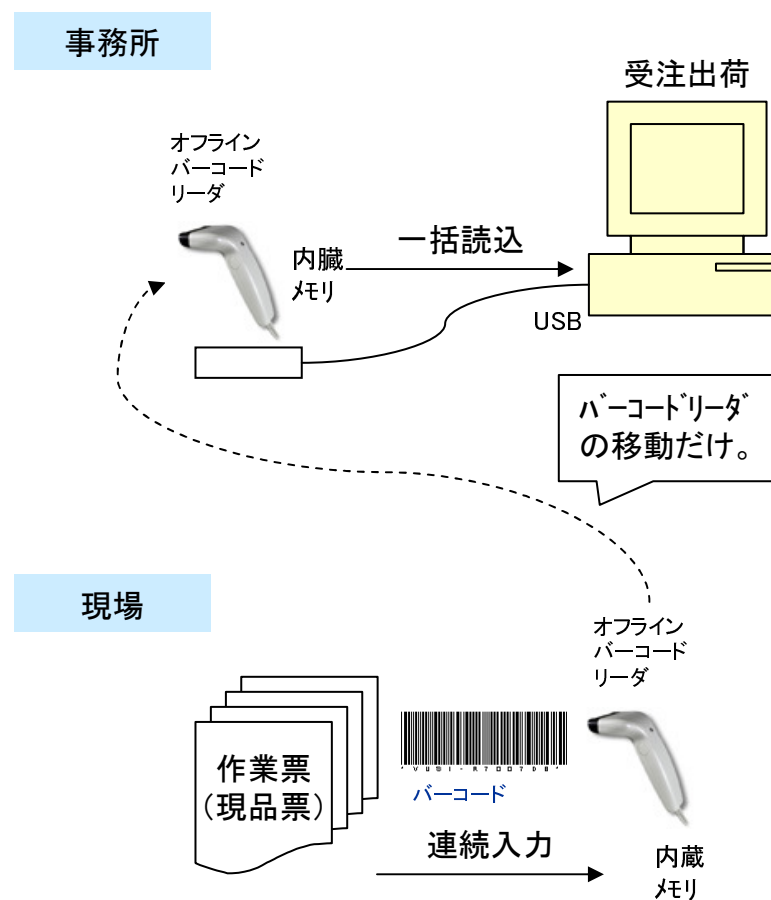 事務所
受注出荷
オフライン
バーコード
リーダ
一括読込
内臓
ﾒﾓﾘ
USB
ﾊﾞｰｺｰﾄﾞﾘｰﾀﾞ
の移動だけ。
現場
オフライン
バーコード
リーダ
作業票
(現品票)
バーコード
連続入力
内蔵
ﾒﾓﾘ